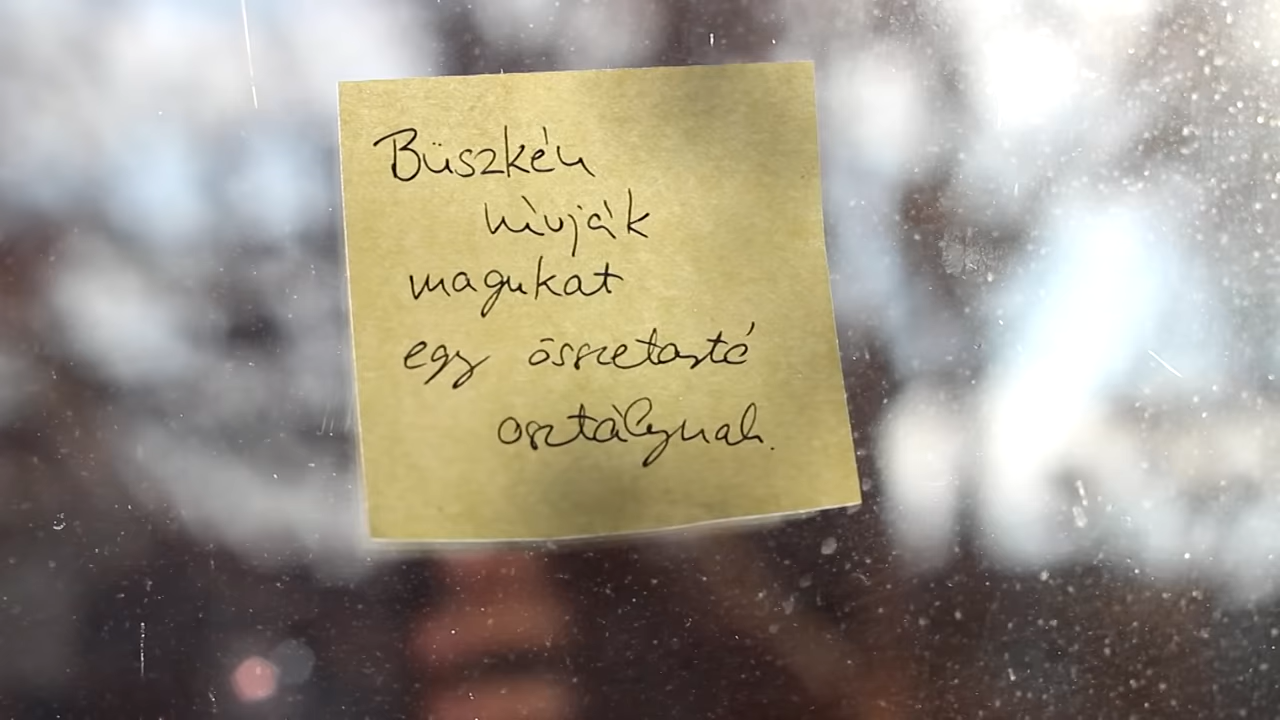 Büszkén
hívják
magukat
egy összetartó
osztálynak.